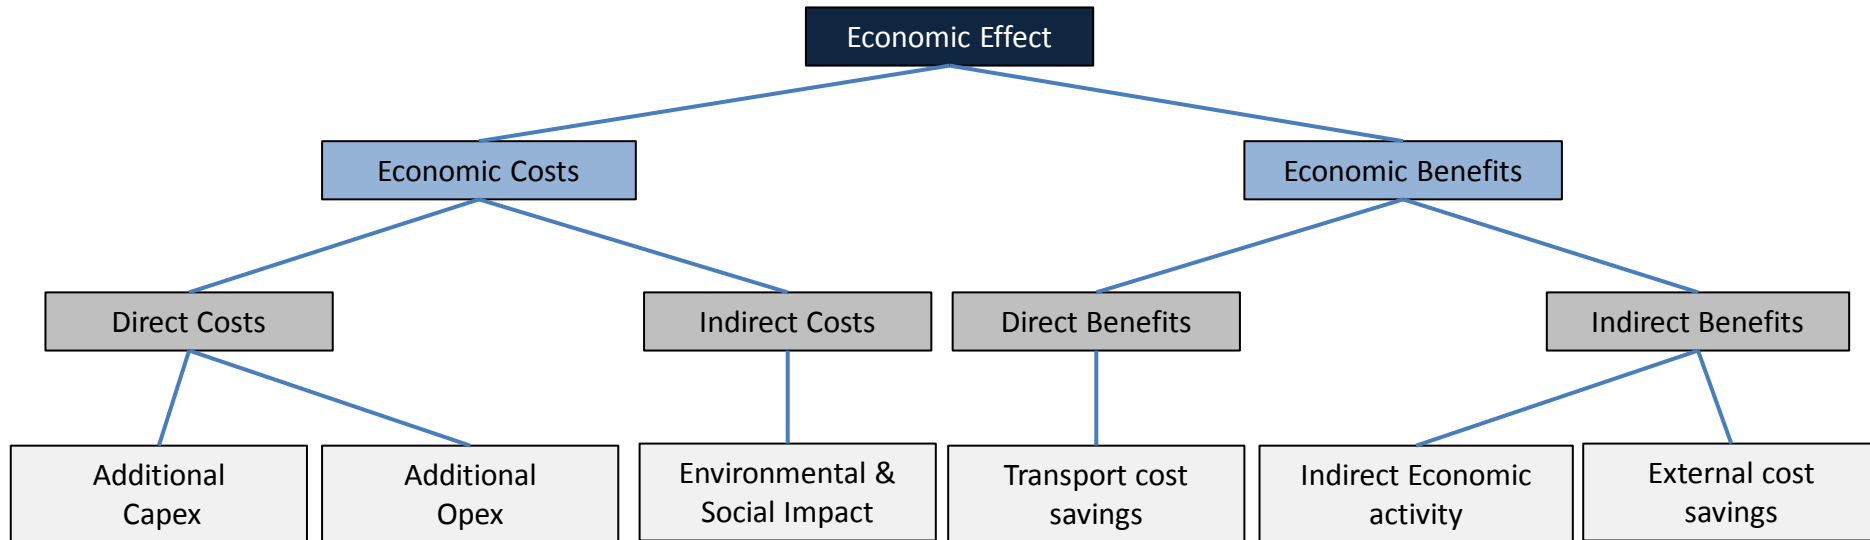 Economic Effect
Economic Costs
Economic Benefits
Direct Costs
Indirect Costs
Direct Benefits
Indirect Benefits
Additional
Capex
Additional
Opex
Environmental &
Social Impact
Transport cost
savings
Indirect Economic
activity
External cost
savings